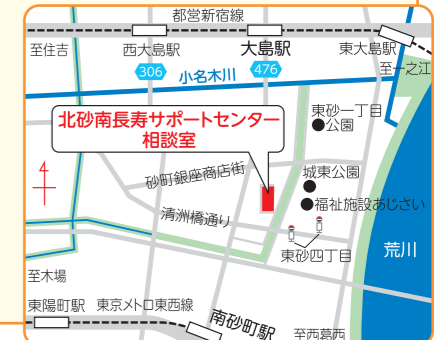 都営新宿線
至住吉
西大島駅
大島駅
東大島駅
至一之江
306
476
小名木川
北砂南長寿サポートセンター
相談室
東砂一丁目
公園
砂町銀座商店街
城東公園
福祉施設あじさい
清洲橋通り
東砂四丁目
荒川
至木場
東陽町駅
東京メトロ東西線
南砂町駅
至西葛西